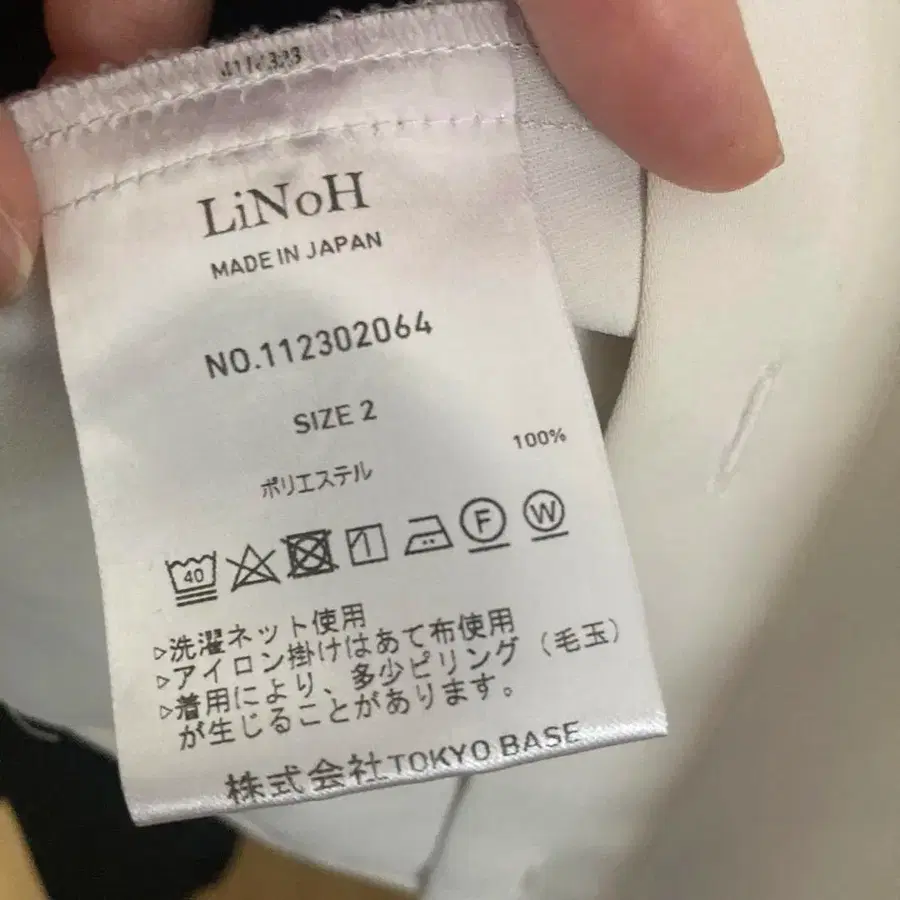 LiNoH
MADE IN JAPAN
NO.112302064
SIZE 2
ポリエステル 100%
40 F W
▷洗濯ネット使用
▷アイロン掛けはあて布使用
▷着用により、多少ピリング（毛玉）
が生じることがあります。
株式会社TOKYO BASE